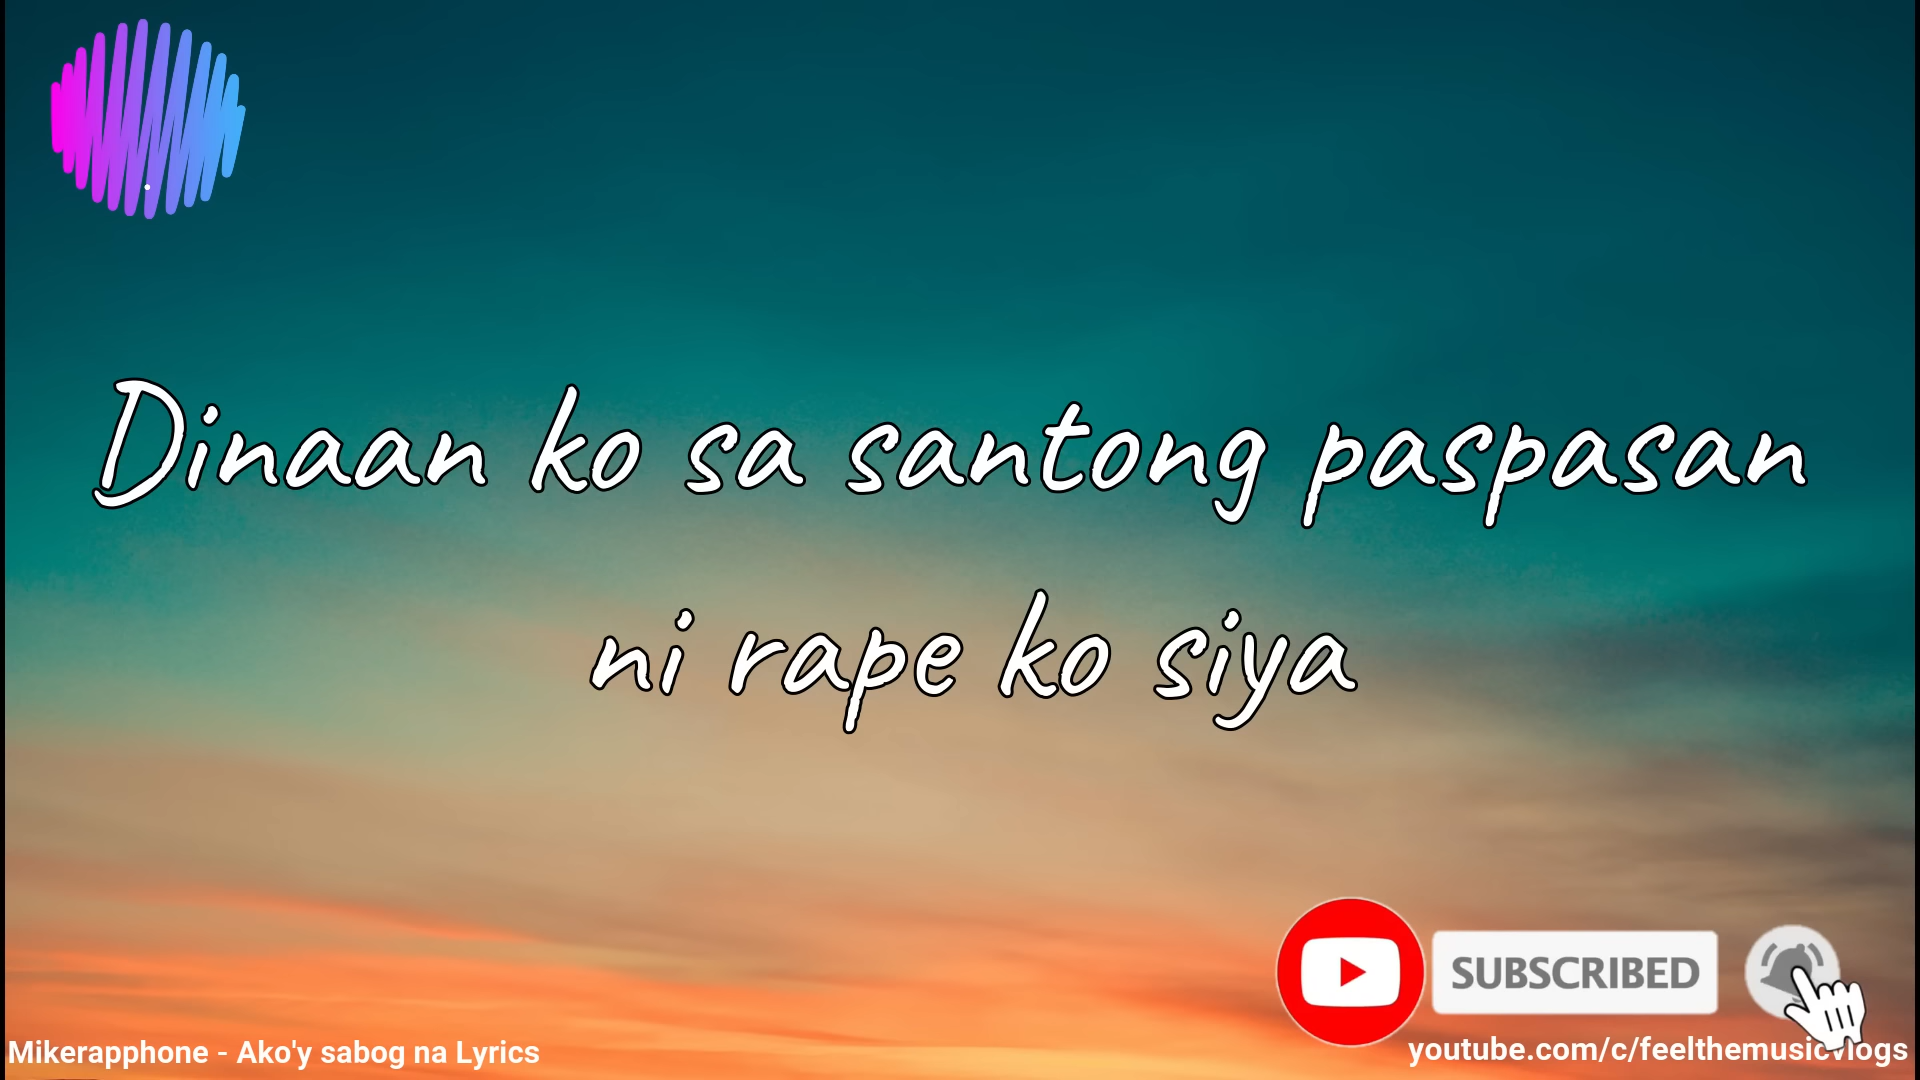 Dinaan ko sa santong paspasan
ni rape ko siya
SUBSCRIBED
Mikerapphone - Ako'y sabog na Lyrics
youtube.com/c/feelthemusicvlogs